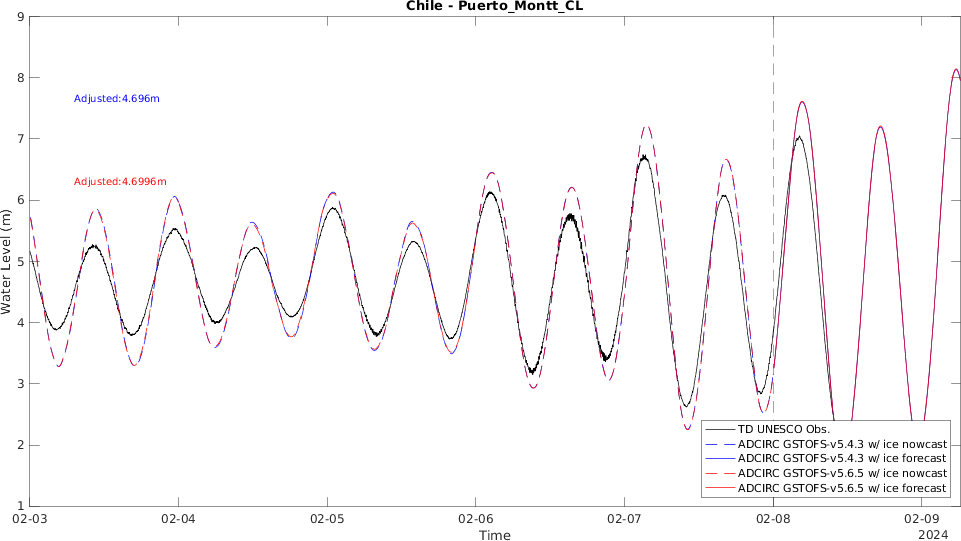 Chile - Puerto_Montt_CL
9
8
7
6
5
4
3
2
1
Water Level (m)
Adjusted:4.696m
Adjusted:4.6996m
TD UNESCO Obs.
ADCIRC GSTOFS-v5.4.3 w/ ice nowcast
ADCIRC GSTOFS-v5.4.3 w/ ice forecast
ADCIRC GSTOFS-v5.6.5 w/ ice nowcast
ADCIRC GSTOFS-v5.6.5 w/ ice forecast
02-03 02-04 02-05 02-06 02-07 02-08 02-09
Time
2024